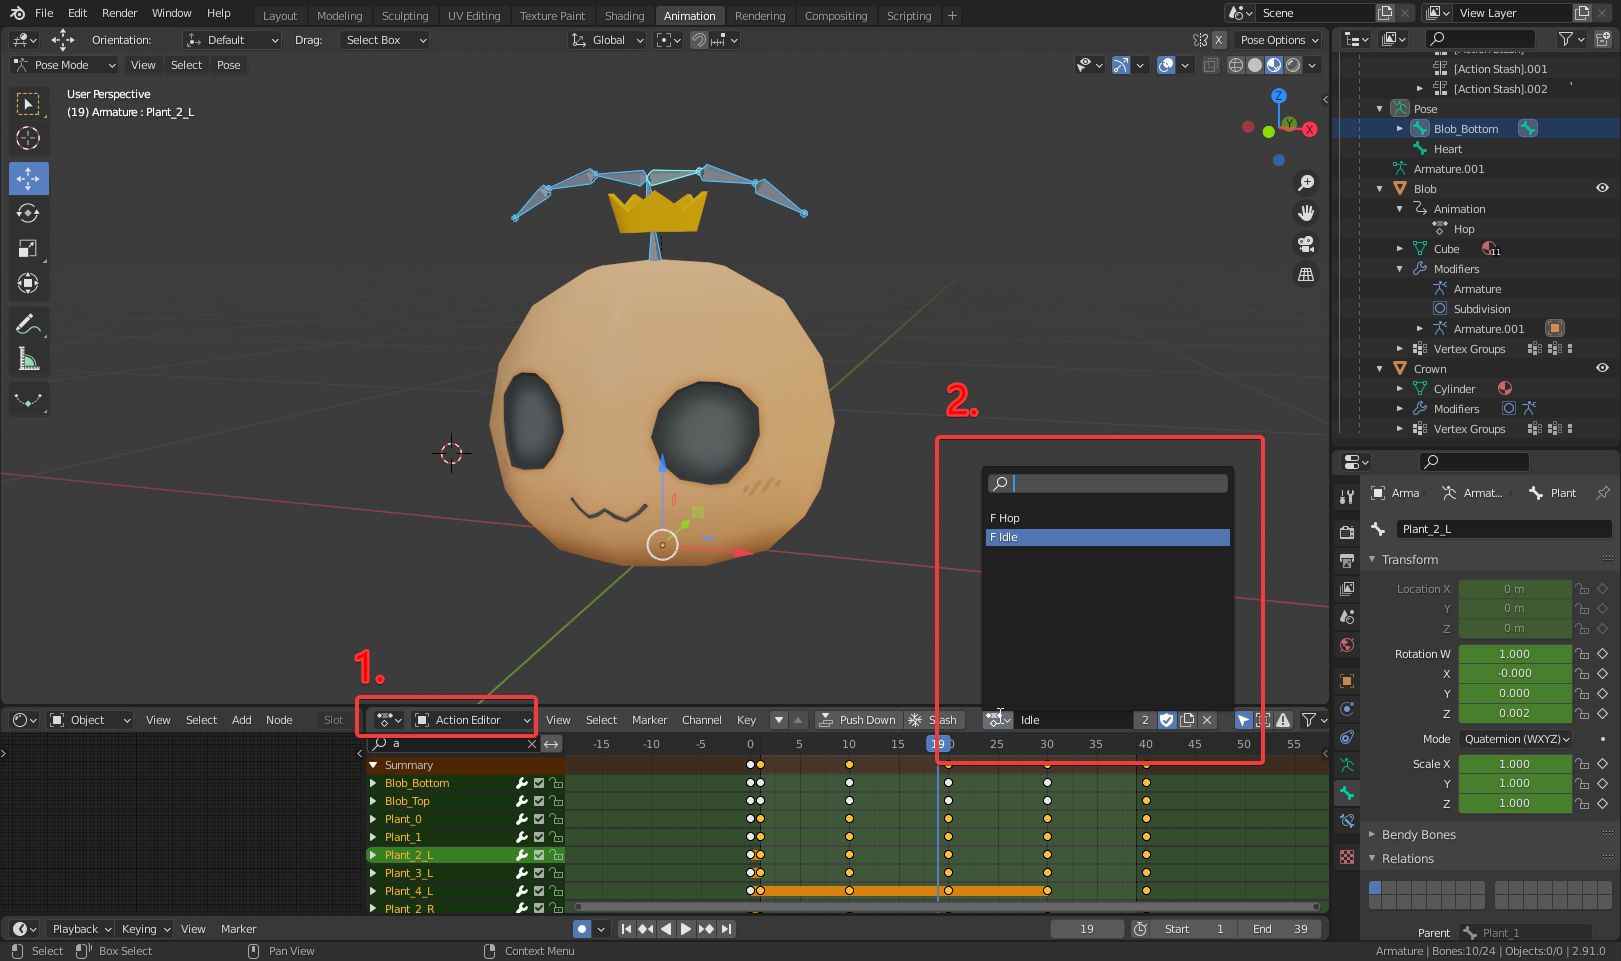 File Edit Render Window Help Layout Modeling Sculpting UV Editing Texture Paint Shading Animation Rendering Compositing Scripting + Scene View Layer
Orientation: Default Drag: Select Box Global X Pose Options
Pose Mode View Select Pose
User Perspective
(19) Armature : Plant_2_L
Z
Y
X
[Action Stash].001
[Action Stash].002
Pose
Blob_Bottom
Heart
Armature.001
Blob
Animation
Hop
Cube 11
Modifiers
Armature
Subdivision
Armature.001
Vertex Groups
Crown
Cylinder
Modifiers
Vertex Groups
2.
F Hop
F Idle
1.
Arma Armat... Plant
Plant_2_L
Transform
Location X 0 m
Y 0 m
Z 0 m
Rotation W 1.000
X -0.000
Y 0.000
Z 0.002
Mode Quaternion (WXYZ)
Scale X 1.000
Y 1.000
Z 1.000
Bendy Bones
Relations
Parent Plant_1
Object View Select Add Node Slot Action Editor View Select Marker Channel Key Push Down Stash Idle 2
a -15 -10 -5 0 5 10 15 19 25 30 35 40 45 50 55
Summary
Blob_Bottom
Blob_Top
Plant_0
Plant_1
Plant_2_L
Plant_3_L
Plant_4_L
Plant_2_R
Playback Keying View Marker 19 Start 1 End 39
Select Box Select Pan View Context Menu Armature | Bones:10/24 | Objects:0/0 | 2.91.0